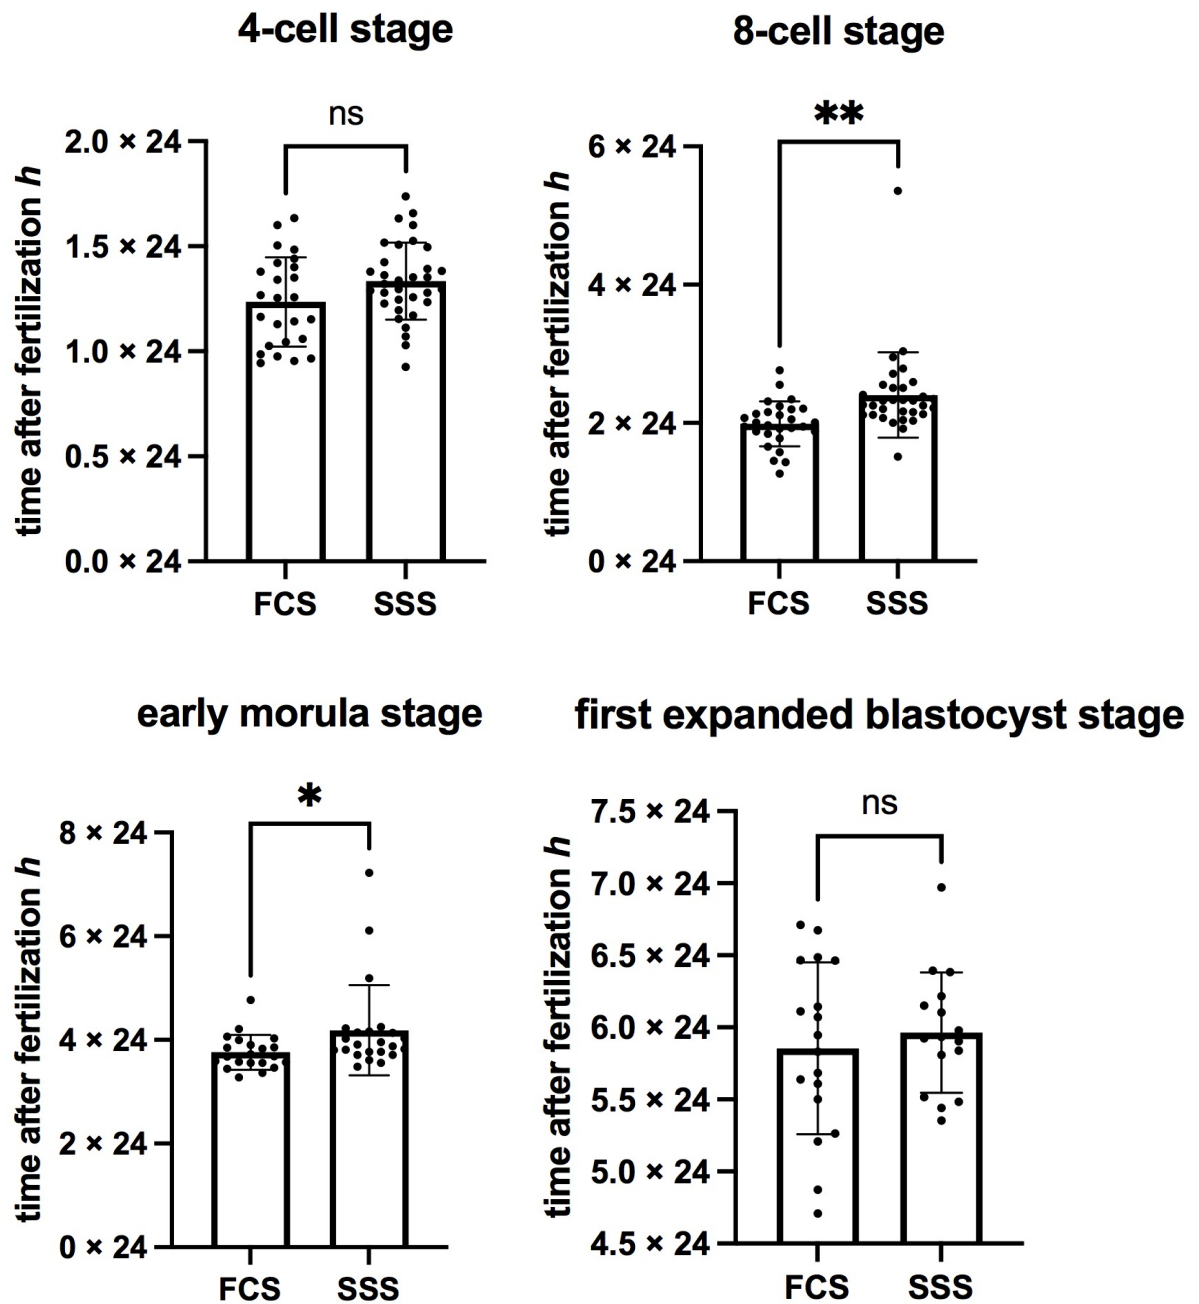 4-cell stage
ns
2.0 × 24
1.5 × 24
1.0 × 24
0.5 × 24
0.0 × 24
time after fertilization h
FCS SSS
8-cell stage
**
6 × 24
4 × 24
2 × 24
0 × 24
time after fertilization h
FCS SSS
early morula stage
*
8 × 24
6 × 24
4 × 24
2 × 24
0 × 24
time after fertilization h
FCS SSS
first expanded blastocyst stage
ns
7.5 × 24
7.0 × 24
6.5 × 24
6.0 × 24
5.5 × 24
5.0 × 24
4.5 × 24
time after fertilization h
FCS SSS